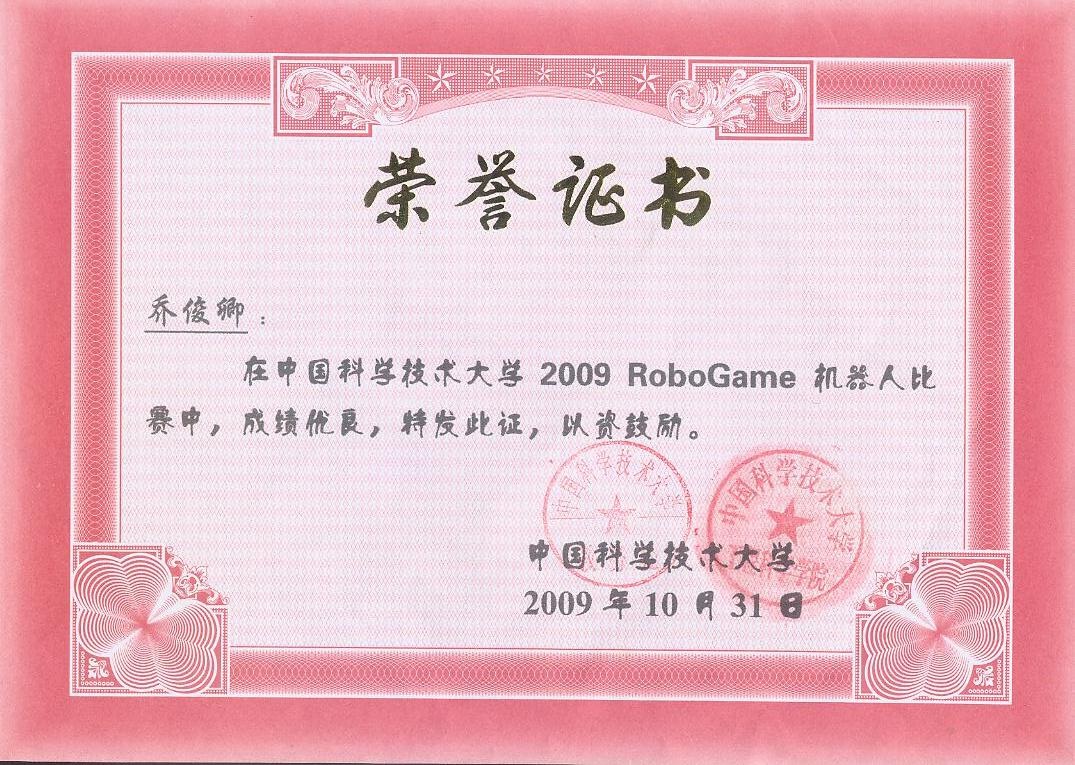 荣誉证书
乔俊卿：
在中国科学技术大学 2009 RoboGame 机器人比
赛中，成绩优良，特发此证，以资鼓励。
中国科学技术大学
中国科学技术大学
中国科学技术大学
2009 年 10 月 31 日